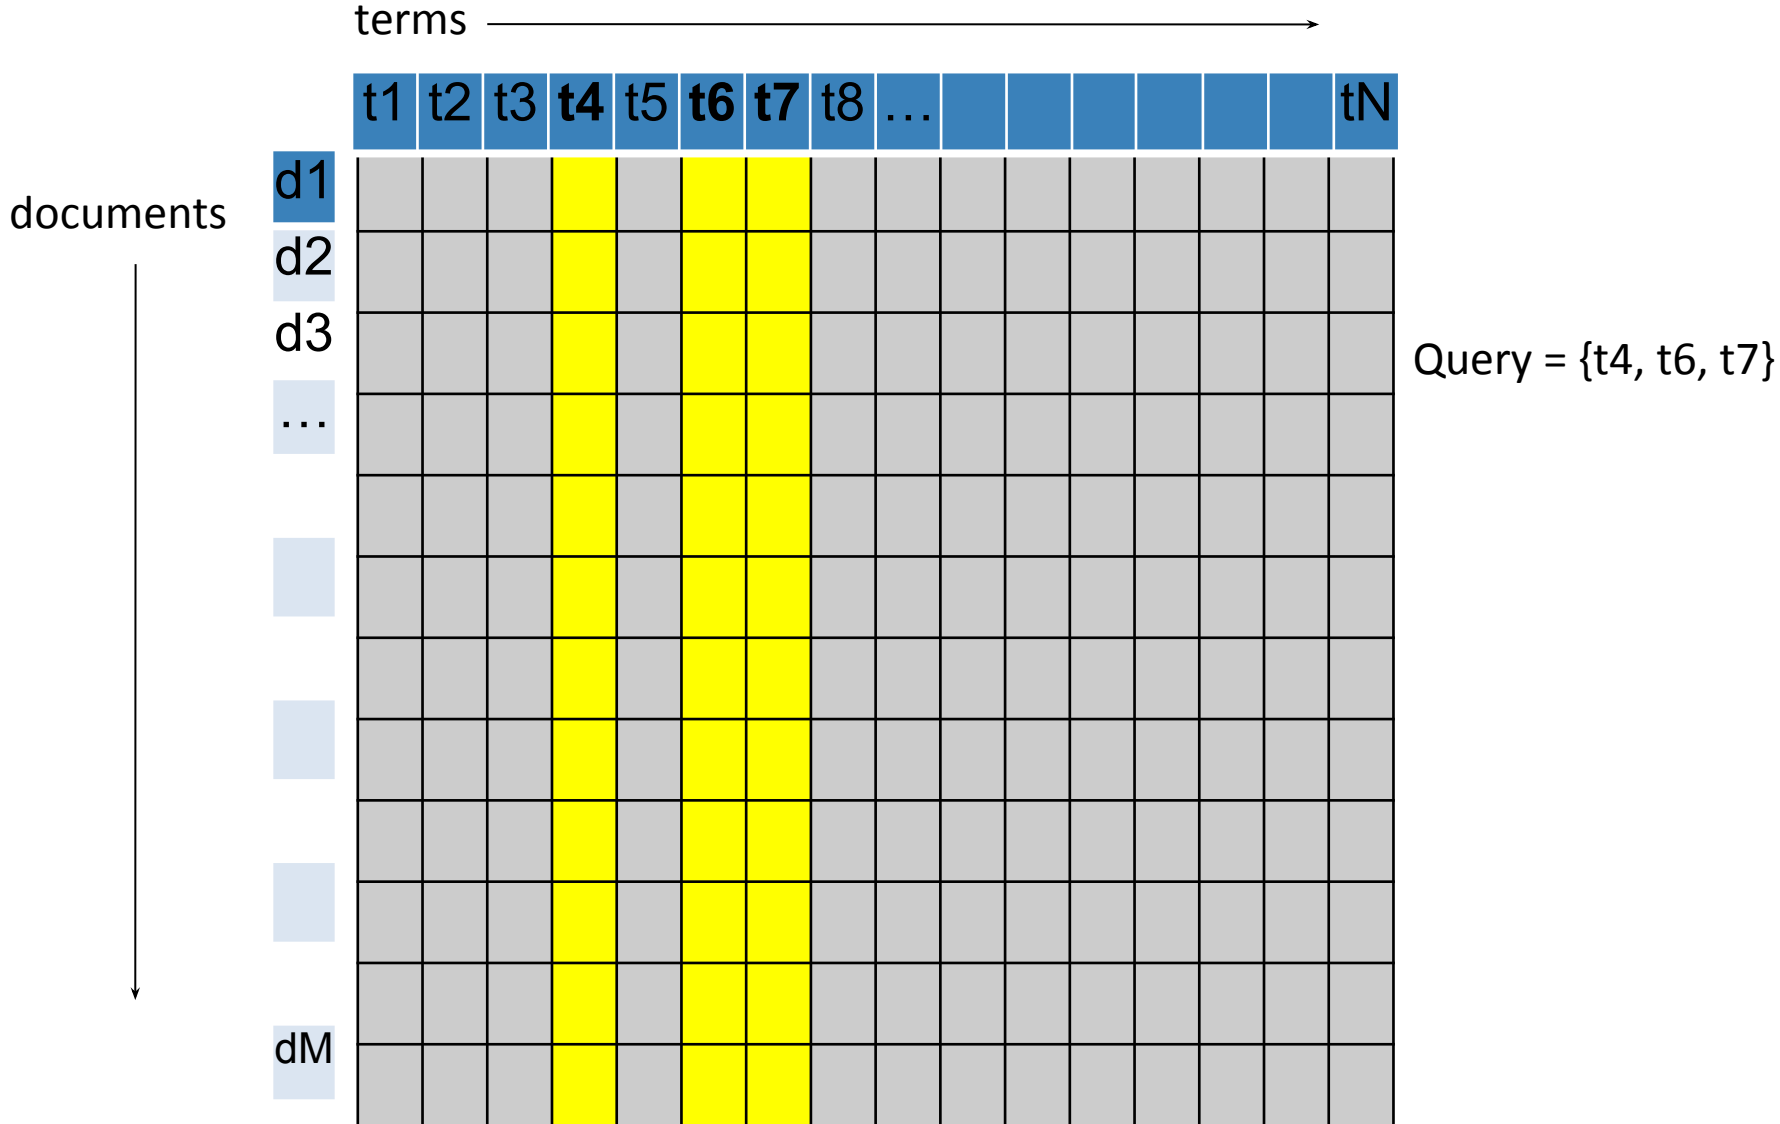 terms
t1 t2 t3 t4 t5 t6 t7 t8 ... tN
d1
documents
d2
d3
Query = {t4, t6, t7}
...
dM